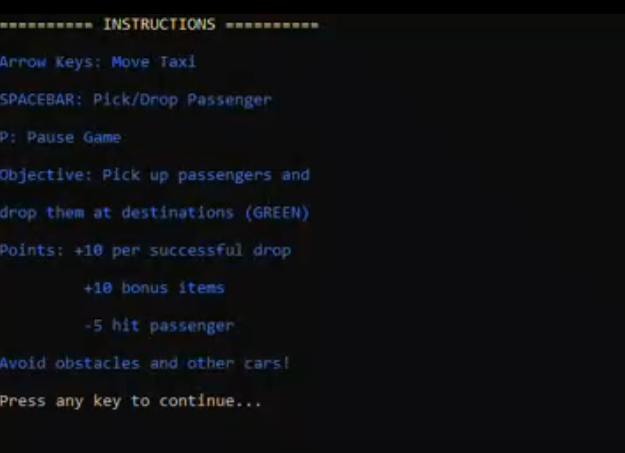 ========== INSTRUCTIONS ==========
Arrow Keys: Move Taxi
SPACEBAR: Pick/Drop Passenger
P: Pause Game
Objective: Pick up passengers and
drop them at destinations (GREEN)
Points: +10 per successful drop
+10 bonus items
-5 hit passenger
Avoid obstacles and other cars!
Press any key to continue...